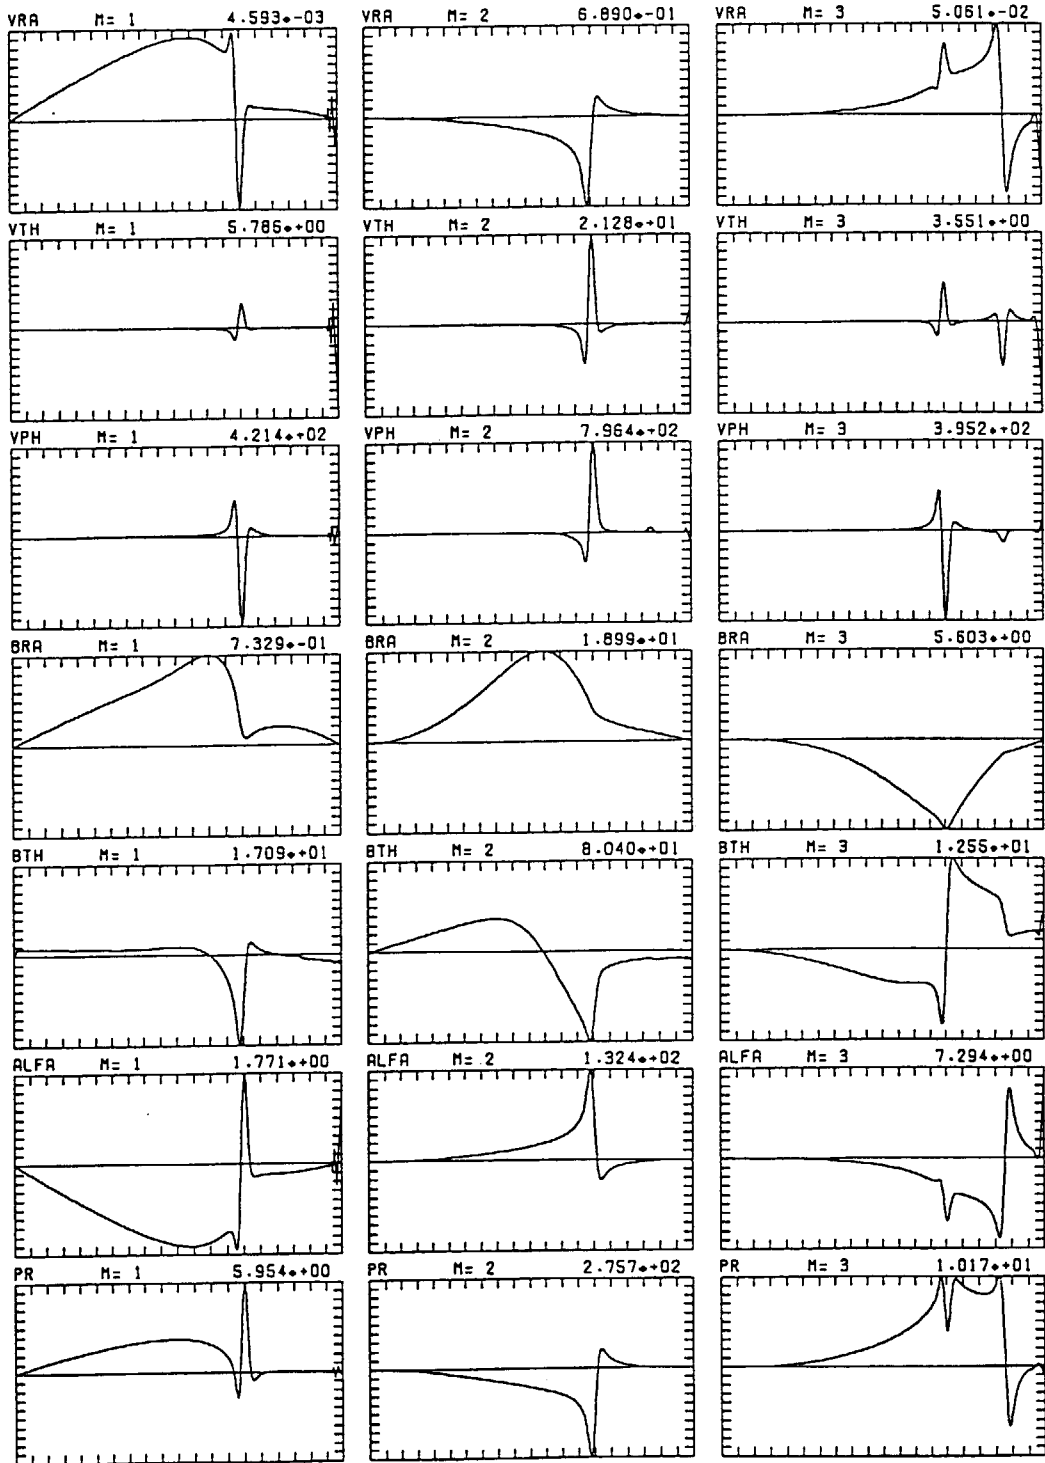 VRA M= 1 4.593◆-03 VRA M= 2 6.890◆-01 VRA M= 3 5.061◆-02
VTH M= 1 5.786◆+00 VTH M= 2 2.128◆+01 VTH M= 3 3.551◆+00
VPH M= 1 4.214◆+02 VPH M= 2 7.964◆+02 VPH M= 3 3.952◆+02
BRA M= 1 7.329◆-01 BRA M= 2 1.899◆+01 BRA M= 3 5.603◆+00
BTH M= 1 1.709◆+01 BTH M= 2 8.040◆+01 BTH M= 3 1.255◆+01
ALFA M= 1 1.771◆+00 ALFA M= 2 1.324◆+02 ALFA M= 3 7.294◆+00
PR M= 1 5.954◆+00 PR M= 2 2.757◆+02 PR M= 3 1.017◆+01